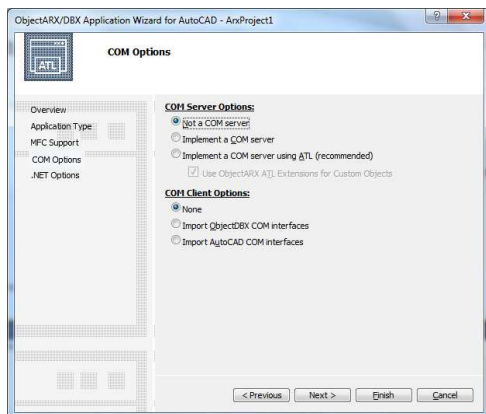 ObjectARX/DBX Application Wizard for AutoCAD - ArxProject1
ATL
COM Options
Overview
Application Type
MFC Support
COM Options
.NET Options
COM Server Options:
Not a COM server
Implement a COM server
Implement a COM server using ATL (recommended)
Use ObjectARX ATL Extensions for Custom Objects
COM Client Options:
None
Import ObjectDBX COM interfaces
Import AutoCAD COM interfaces
< Previous
Next >
Finish
Cancel